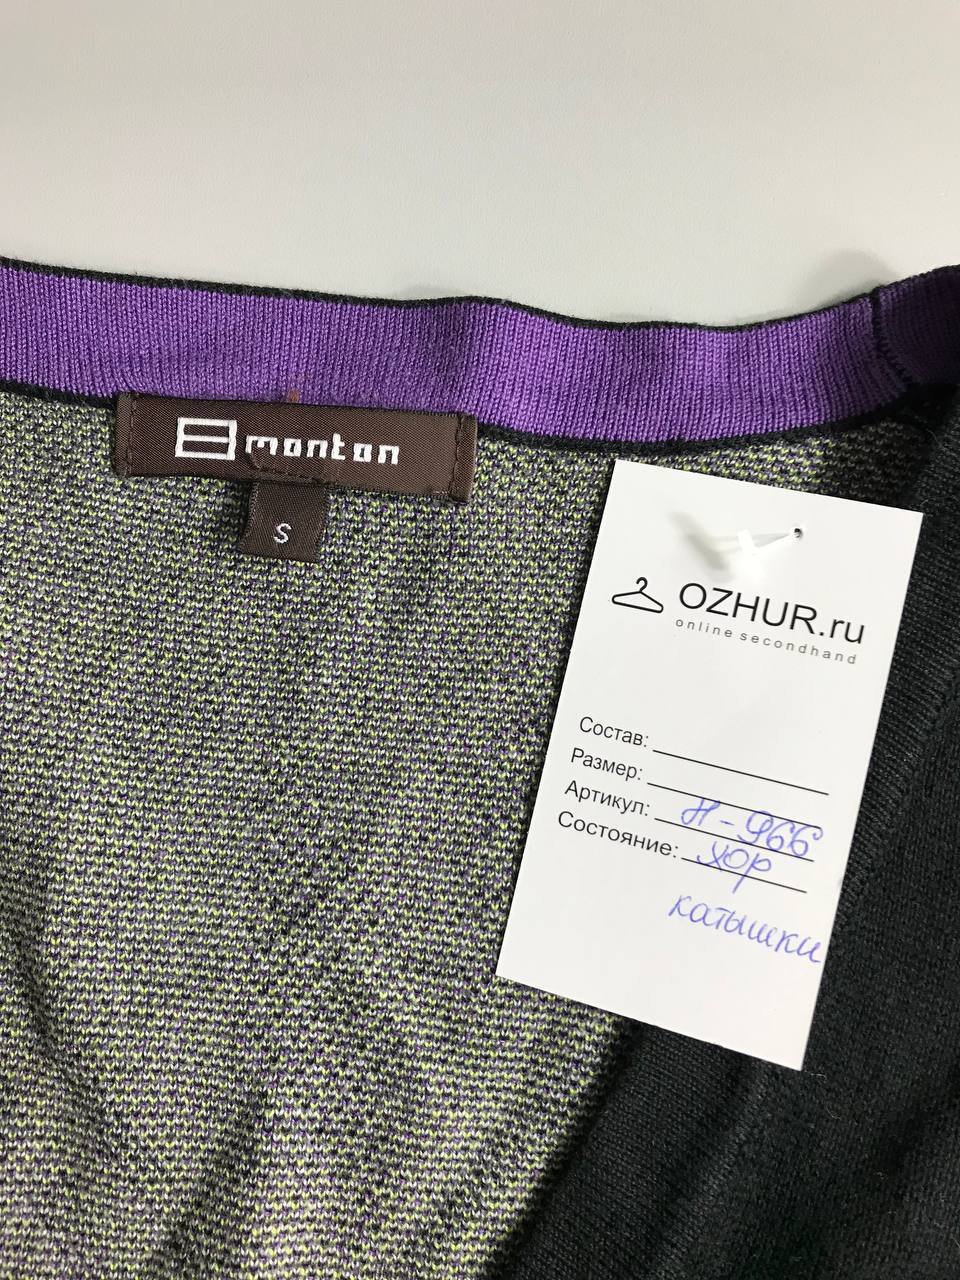 monton
S
OZHUR.ru
online secondhand
Состав:
Размер:
Артикул: Н-966
Состояние: хор
катышки